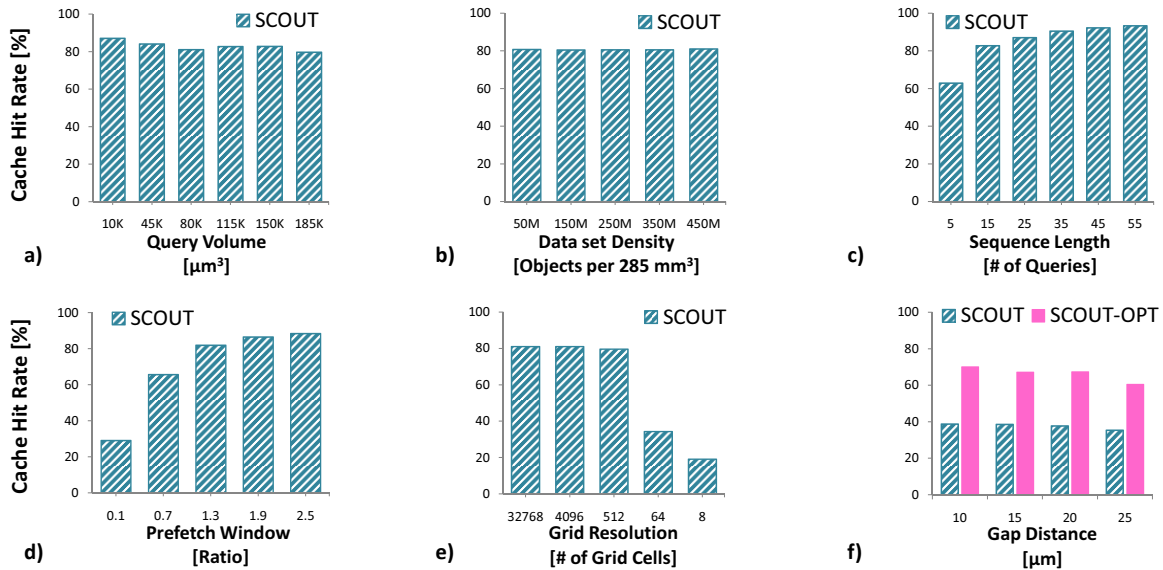 Cache Hit Rate [%]
100
80
60
40
20
0
SCOUT
10K 45K 80K 115K 150K 185K
Query Volume
[µm³]
a)
100
80
60
40
20
0
SCOUT
50M 150M 250M 350M 450M
Data set Density
[Objects per 285 mm³]
b)
100
80
60
40
20
0
SCOUT
5 15 25 35 45 55
Sequence Length
[# of Queries]
c)
Cache Hit Rate [%]
100
80
60
40
20
0
SCOUT
0.1 0.7 1.3 1.9 2.5
Prefetch Window
[Ratio]
d)
100
80
60
40
20
0
SCOUT
32768 4096 512 64 8
Grid Resolution
[# of Grid Cells]
e)
100
80
60
40
20
0
SCOUT SCOUT-OPT
10 15 20 25
Gap Distance
[µm]
f)